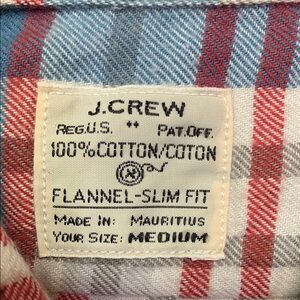 J.CREW
REG.U.S. ** PAT.OFF.
100%COTTON/COTON
FLANNEL-SLIM FIT
MADE IN: MAURITIUS
YOUR SIZE: MEDIUM